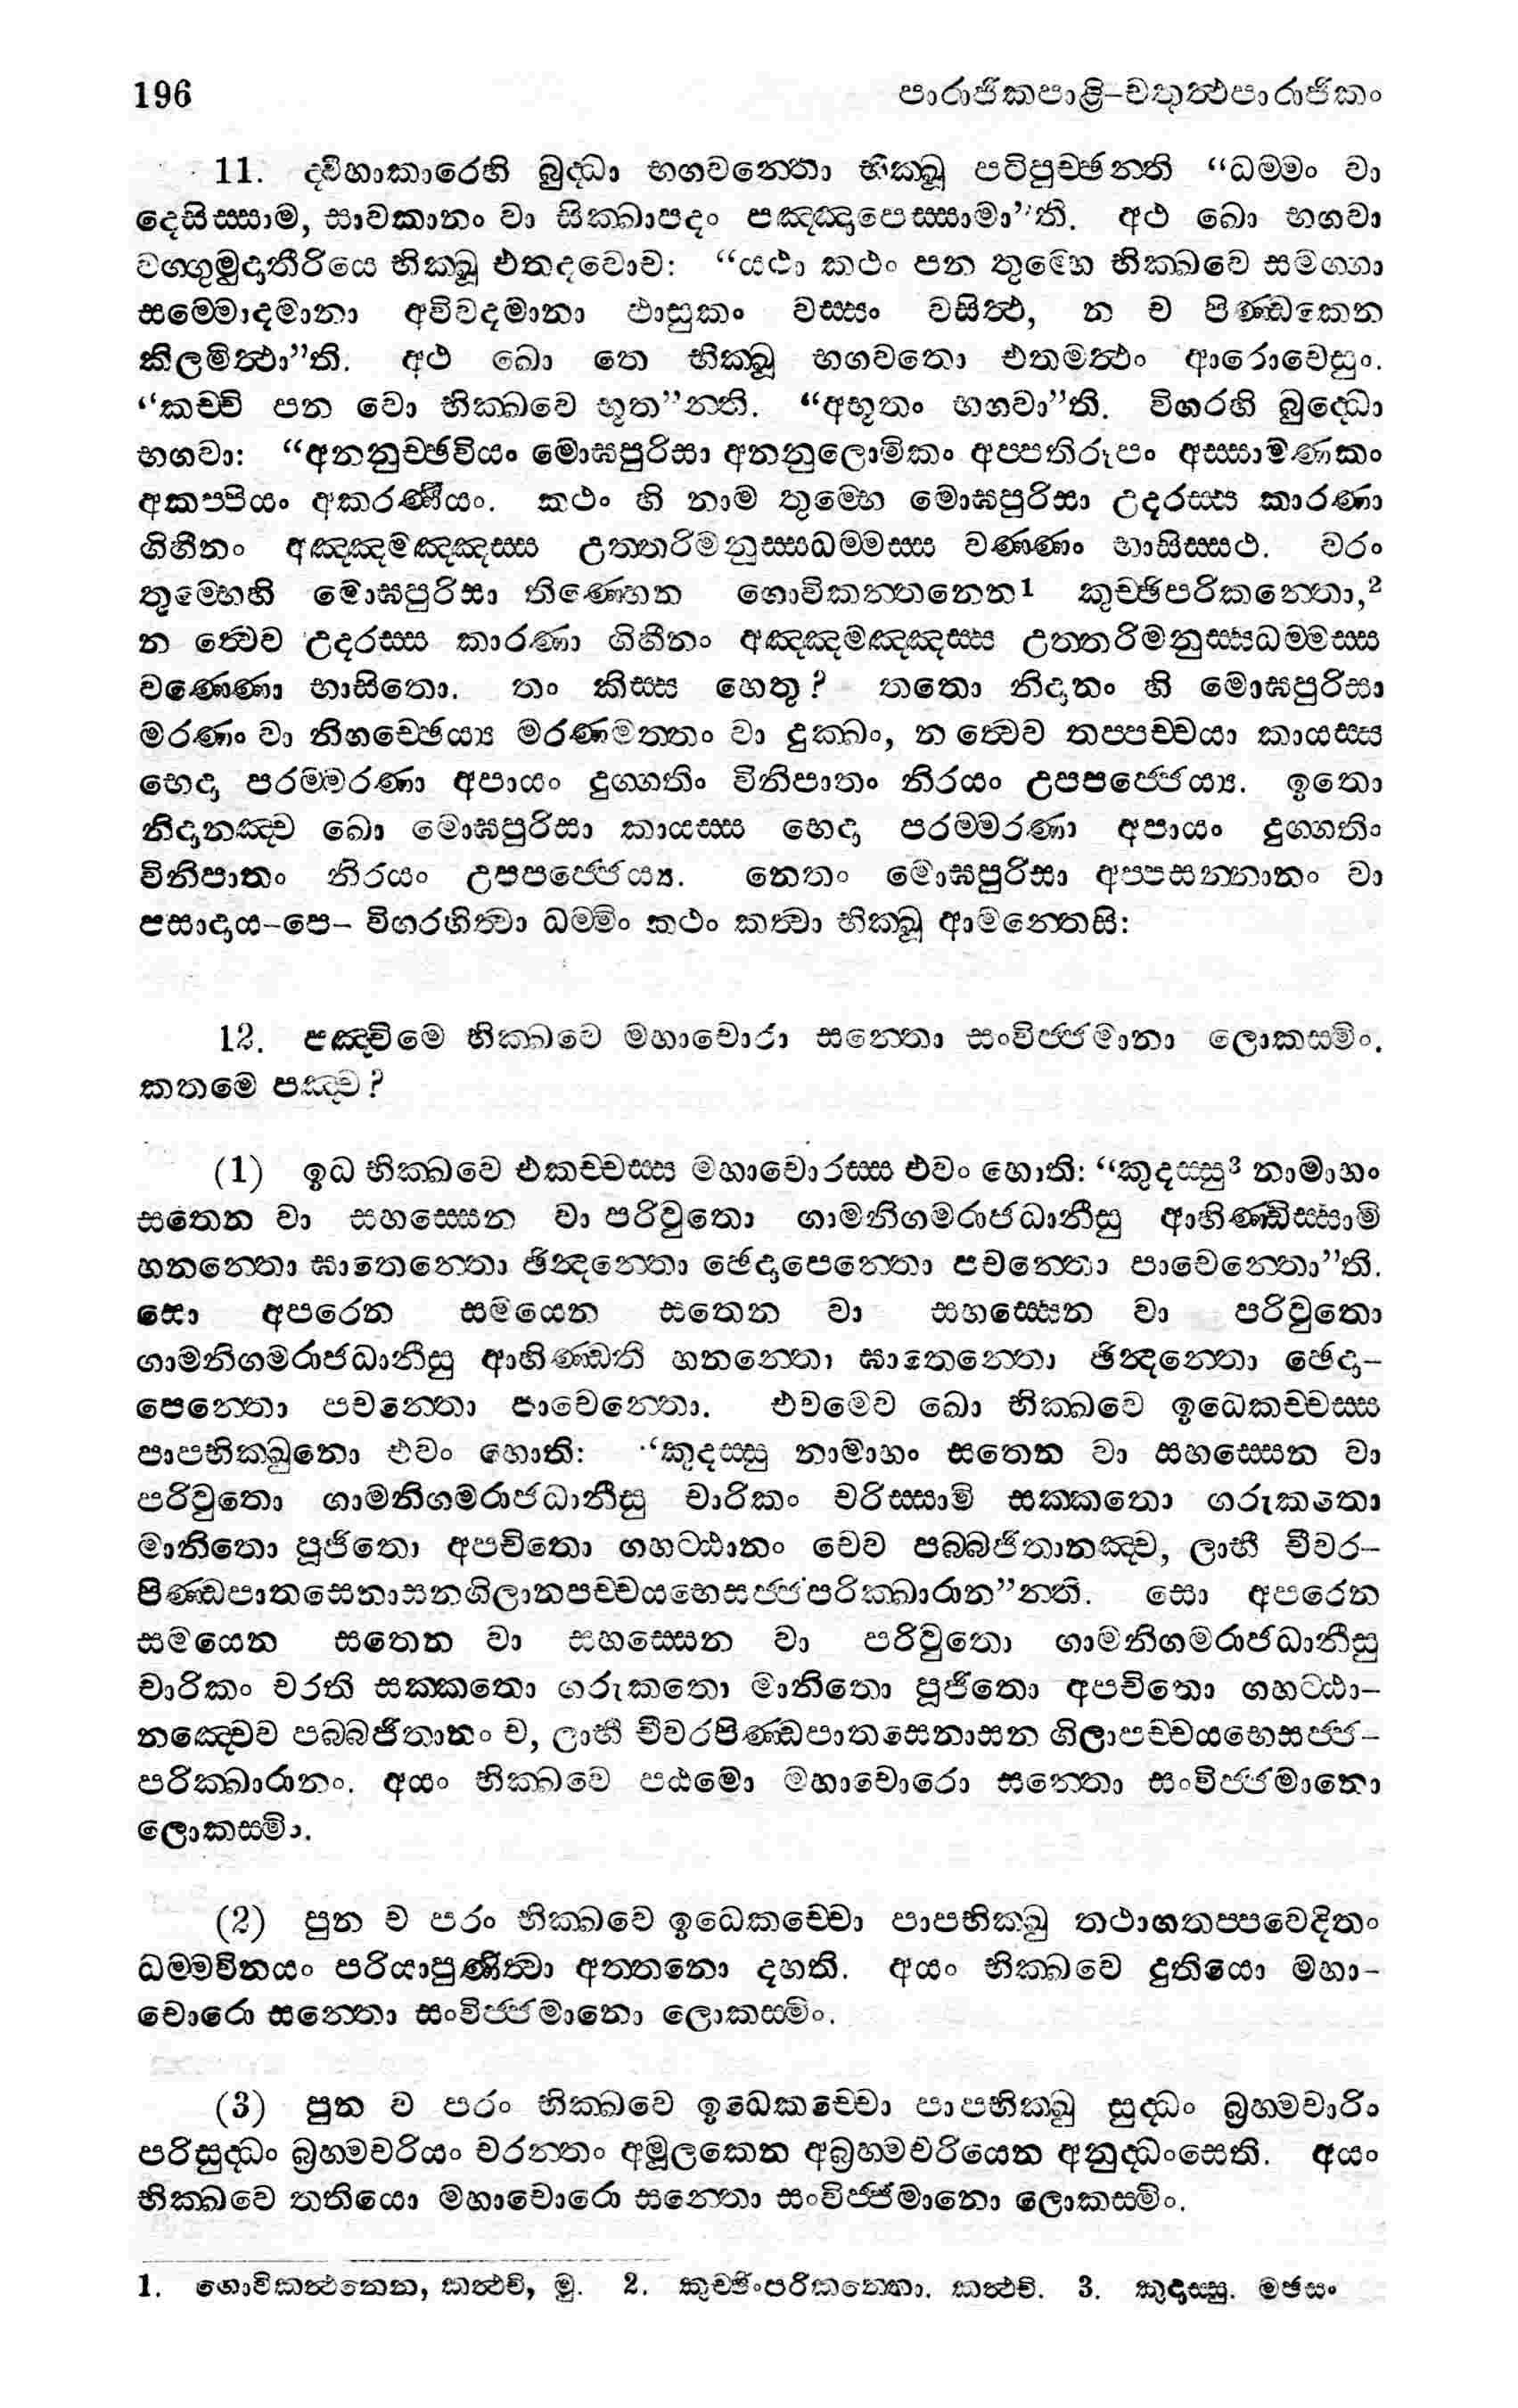 196 පාරාජිකපාළි-චතුත්ථපාරාජිකං
11. ද්විහාකාරෙහි බුද්ධා භගවන්තො භික්ඛූ පටිපුච්ඡන්ති “ධම්මං වා
දෙසිස්සාම, සාවකානං වා සික්ඛාපදං පඤ්ඤාපෙස්සාමා”ති. අථ ඛො භගවා
වග්ගුමුදාතීරියෙ භික්ඛූ එතදවොච: “යථා කථං පන තුම්හෙ භික්ඛවෙ සමග්ගා
සම්මොදමානා අවිවදමානා ඵාසුකං වස්සං වසිත්ථ, න ච පිණ්ඩකෙන
කිලමිත්ථා”ති. අථ ඛො තෙ භික්ඛූ භගවතො එතමත්ථං ආරොචෙසුං.
“කච්චි පන වො භික්ඛවෙ භූත”න්ති. “අභූතං භගවා”ති. විගරහි බුද්ධො
භගවා: “අනනුච්ඡවියං මොඝපුරිසා අනනුලොමිකං අප්පතිරූපං අස්සාමණකං
අකප්පියං අකරණීයං. කථං හි නාම තුම්හෙ මොඝපුරිසා උදරස්ස කාරණා
ගිහීනං අඤ්ඤමඤ්ඤස්ස උත්තරිමනුස්සධම්මස්ස වණ්ණං භාසිස්සථ. වරං
තුම්හෙහි මොඝපුරිසා තිණ්හෙන ගොවිකත්තනෙන1 කුච්ඡිපරිකන්තො,2
න ත්වෙව උදරස්ස කාරණා ගිහීනං අඤ්ඤමඤ්ඤස්ස උත්තරිමනුස්සධම්මස්ස
වණ්ණො භාසිතො. තං කිස්ස හෙතු? තතො නිදානං හි මොඝපුරිසා
මරණං වා නිගච්ඡෙය්‍ය මරණමත්තං වා දුක්ඛං, න ත්වෙව තප්පච්චයා කායස්ස
භෙදා පරම්මරණා අපායං දුග්ගතිං විනිපාතං නිරයං උපපජ්ජෙය්‍ය. ඉතො
නිදානඤ්ච ඛො මොඝපුරිසා කායස්ස භෙදා පරම්මරණා අපායං දුග්ගතිං
විනිපාතං නිරයං උපපජ්ජෙය්‍ය. නෙතං මොඝපුරිසා අප්පසන්නානං වා
පසාදාය-පෙ- විගරහිත්වා ධම්මිං කථං කත්වා භික්ඛූ ආමන්තෙසි:
12. පඤ්චිමෙ භික්ඛවෙ මහාචොරා සන්තො සංවිජ්ජමානා ලොකස්මිං.
කතමෙ පඤ්ච?
(1) ඉධ භික්ඛවෙ එකච්චස්ස මහාචොරස්ස එවං හොති: “කුදස්සු3 නාමාහං
සතෙන වා සහස්සෙන වා පරිවුතො ගාමනිගමරාජධානීසු ආහිණ්ඩිස්සාමි
හනන්තො ඝාතෙන්තො ඡින්දන්තො ඡෙදාපෙන්තො පචන්තො පාචෙන්තො”ති.
සො අපරෙන සමයෙන සතෙන වා සහස්සෙන වා පරිවුතො
ගාමනිගමරාජධානීසු ආහිණ්ඩති හනන්තො ඝාතෙන්තො ඡින්දන්තො ඡෙදා-
පෙන්තො පචන්තො පාචෙන්තො. එවමෙව ඛො භික්ඛවෙ ඉධෙකච්චස්ස
පාපභික්ඛුනො එවං හොති: “කුදස්සු නාමාහං සතෙන වා සහස්සෙන වා
පරිවුතො ගාමනිගමරාජධානීසු චාරිකං චරිස්සාමි සක්කතො ගරුකතො
මානිතො පූජිතො අපචිතො ගහට්ඨානං චෙව පබ්බජිතානඤ්ච, ලාභී චීවර-
පිණ්ඩපාතසෙනාසනගිලානපච්චයභෙසජ්ජපරික්ඛාරාන”න්ති. සො අපරෙන
සමයෙන සතෙන වා සහස්සෙන වා පරිවුතො ගාමනිගමරාජධානීසු
චාරිකං චරති සක්කතො ගරුකතො මානිතො පූජිතො අපචිතො ගහට්ඨා-
නඤ්චෙව පබ්බජිතානං ච, ලාභී චීවරපිණ්ඩපාතසෙනාසන ගිලාපච්චයභෙසජ්ජ-
පරික්ඛාරානං. අයං භික්ඛවෙ පඨමො මහාචොරො සන්තො සංවිජ්ජමානො
ලොකස්මිං.
(2) පුන ච පරං භික්ඛවෙ ඉධෙකච්චො පාපභික්ඛු තථාගතප්පවෙදිතං
ධම්මවිනයං පරියාපුණිත්වා අත්තනො දහති. අයං භික්ඛවෙ දුතියො මහා-
චොරො සන්තො සංවිජ්ජමානො ලොකස්මිං.
(3) පුන ච පරං භික්ඛවෙ ඉධෙකච්චො පාපභික්ඛු සුද්ධං බ්‍රහ්මචාරිං
පරිසුද්ධං බ්‍රහ්මචරියං චරන්තං අමූලකෙන අබ්‍රහ්මචරියෙන අනුද්ධංසෙති. අයං
භික්ඛවෙ තතියො මහාචොරො සන්තො සංවිජ්ජමානො ලොකස්මිං.
1. ගොවිකත්ථනෙන, කත්ථචි, මූ. 2. කුච්ඡිංපරිකන්තො. කත්ථචි. 3. කුදාස්සු. මඡසං